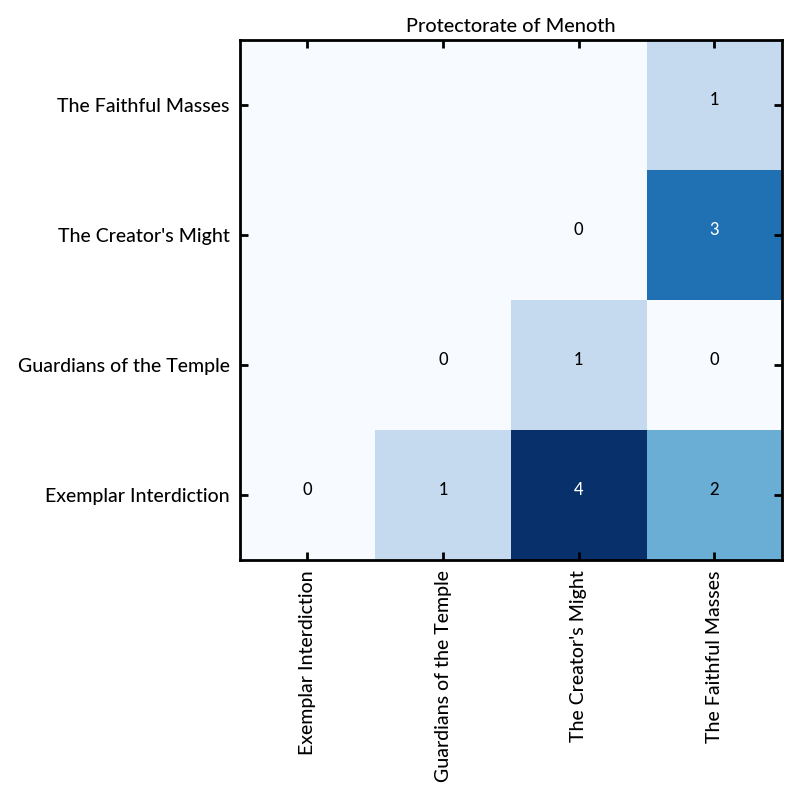 Protectorate of Menoth
The Faithful Masses
1
The Creator's Might
0 3
Guardians of the Temple
0 1 0
Exemplar Interdiction
0 1 4 2
Exemplar Interdiction
Guardians of the Temple
The Creator's Might
The Faithful Masses